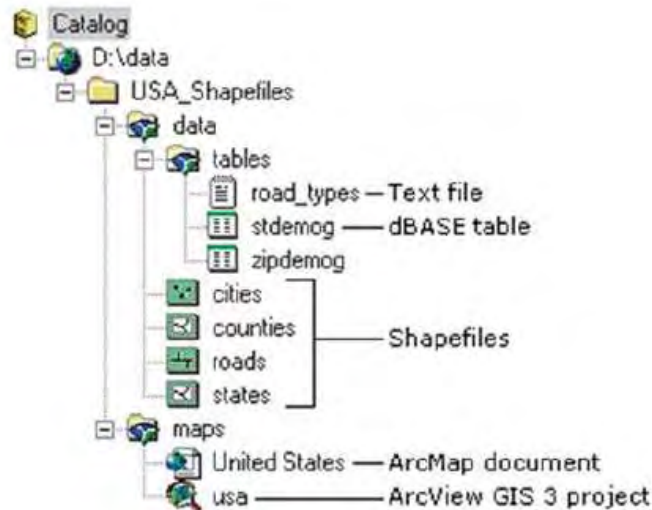 Catalog
D:\data
USA_Shapefiles
data
tables
road_types — Text file
stdemog — dBASE table
zipdemog
cities
counties
Shapefiles
roads
states
maps
United States — ArcMap document
usa — ArcView GIS 3 project